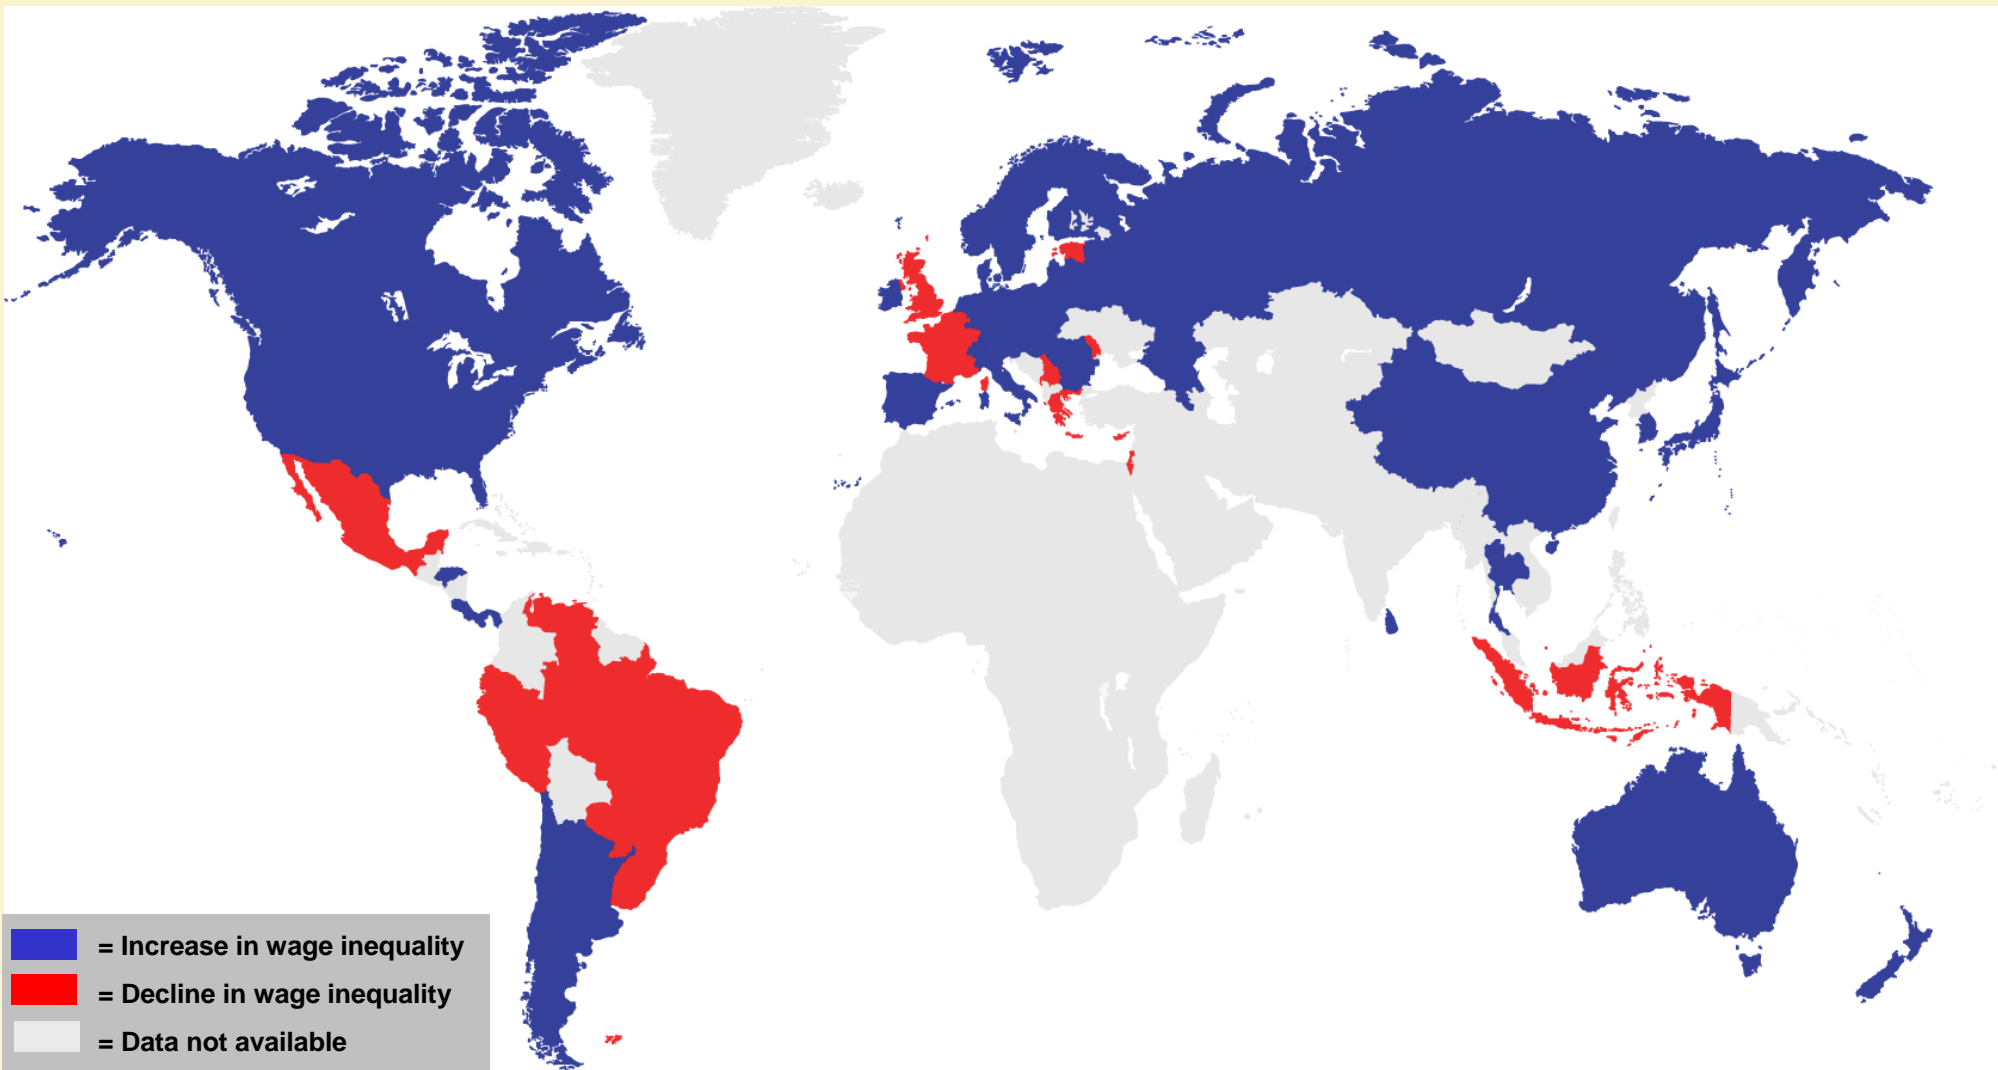 = Increase in wage inequality
= Decline in wage inequality
= Data not available